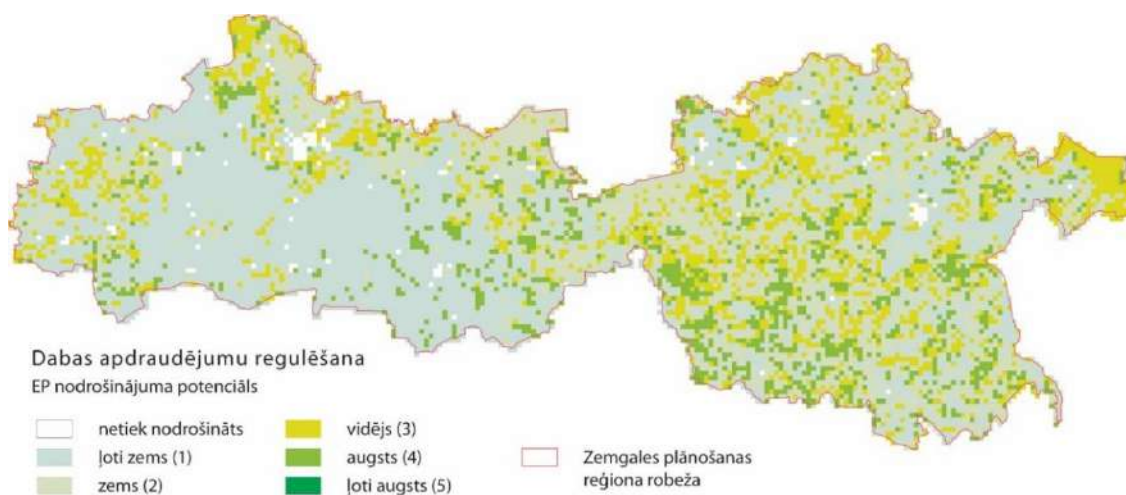 Dabas apdraudējumu regulēšana
EP nodrošinājuma potenciāls
netiek nodrošināts
ļoti zems (1)
zems (2)
vidējs (3)
augsts (4)
ļoti augsts (5)
Zemgales plānošanas
reģiona robeža